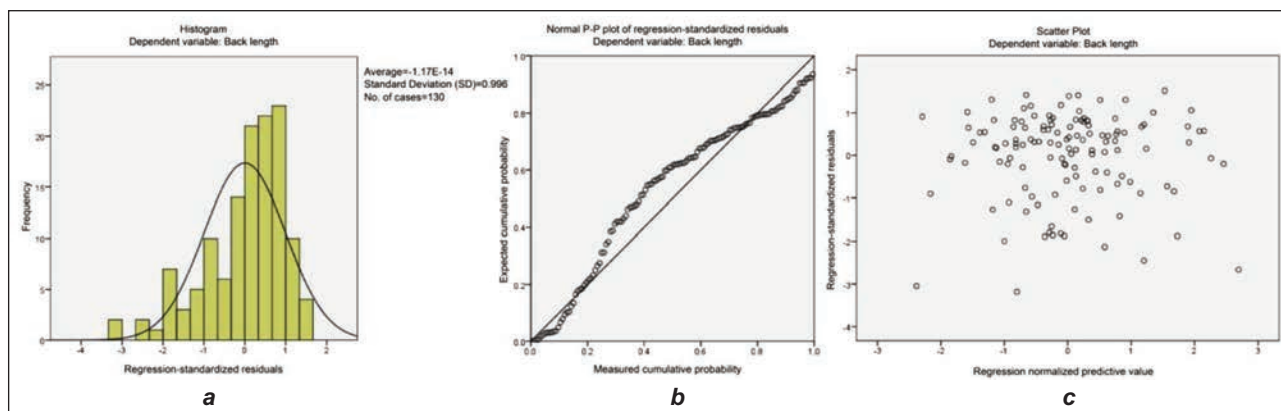 Histogram
Dependent variable: Back length
Average=-1.17E-14
Standard Deviation (SD)=0.996
No. of cases=130
Frequency
25
20
15
10
5
0
-4 -3 -2 -1 0 1 2
Regression-standardized residuals
a
Normal P-P plot of regression-standardized residuals
Dependent variable: Back length
Expected cumulative probability
1.0
0.8
0.6
0.4
0.2
0.0
0.0 0.2 0.4 0.6 0.8 1.0
Measured cumulative probability
b
Scatter Plot
Dependent variable: Back length
Regression-standardized residuals
2
1
0
-1
-2
-3
-4
-3 -2 -1 0 1 2 3
Regression normalized predictive value
c